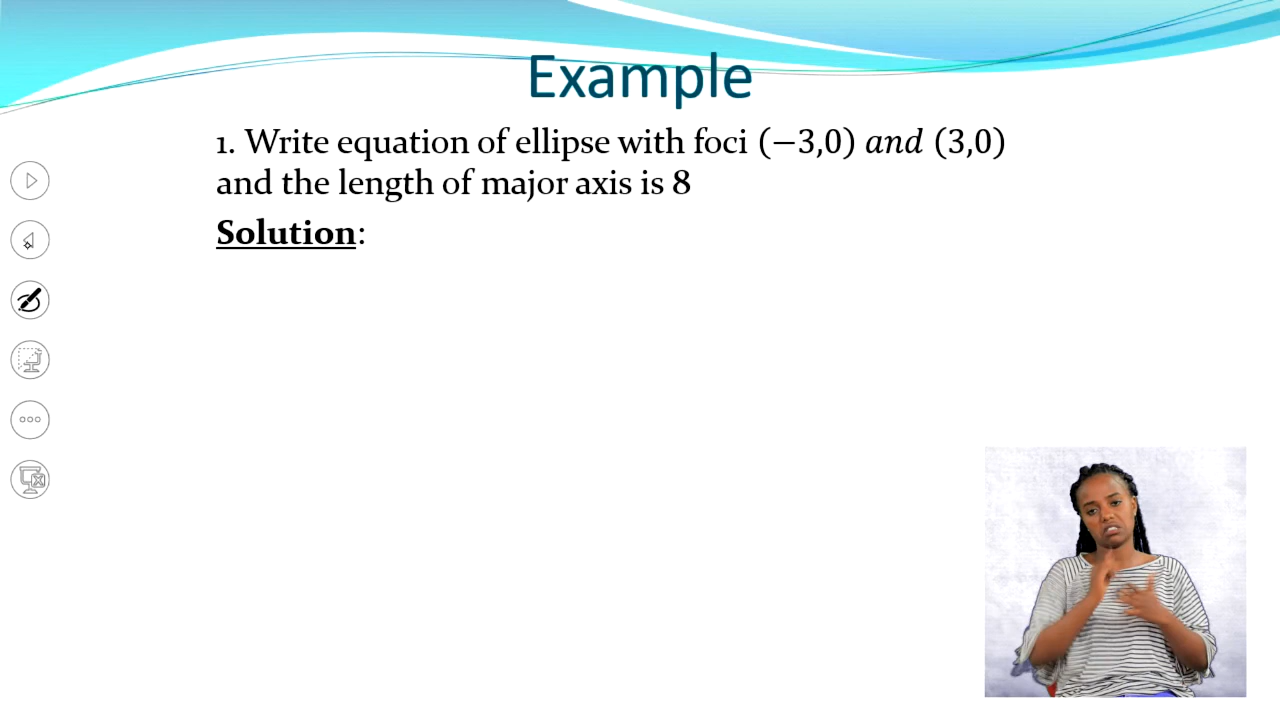 Example
1. Write equation of ellipse with foci (−3,0) and (3,0)
and the length of major axis is 8
Solution: